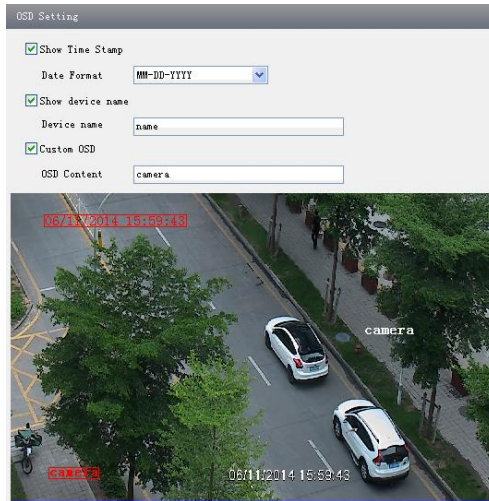 OSD Setting
Show Time Stamp
Date Format MM-DD-YYYY
Show device name
Device name name
Custom OSD
OSD Content camera
06/11/2014 15:59:43
camera
camera
06/11/2014 15:59:43